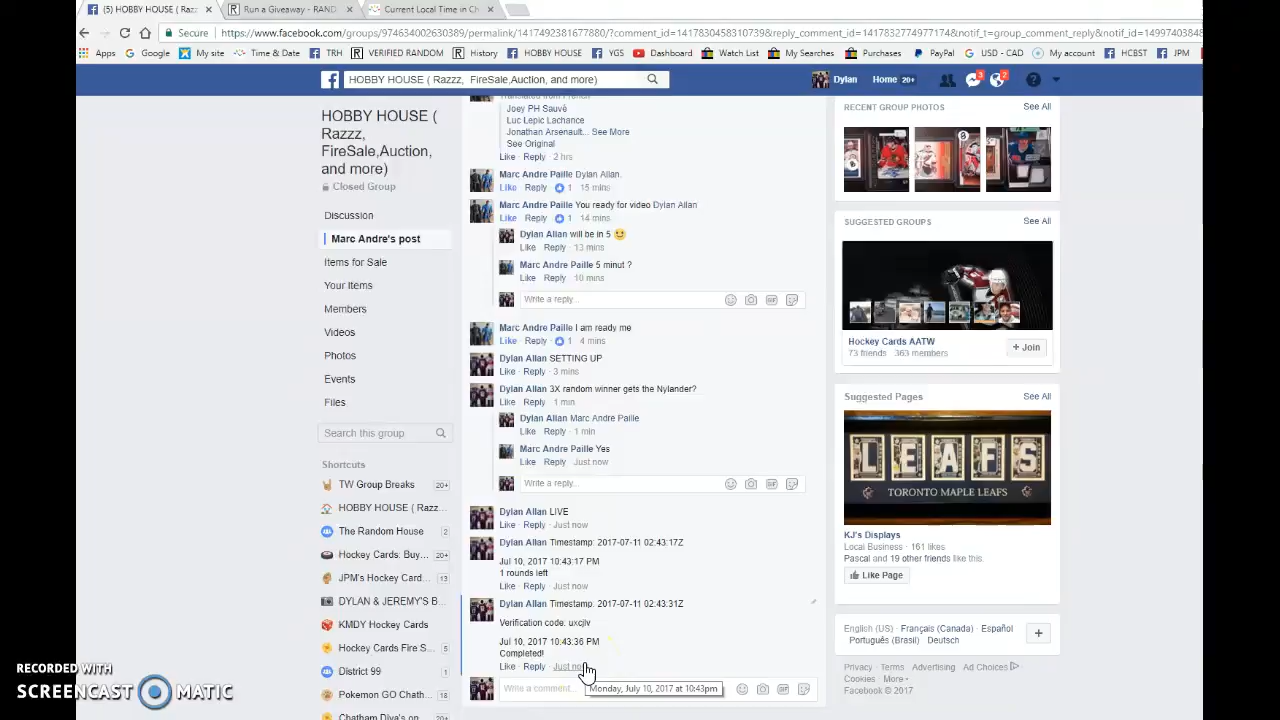 (5) HOBBY HOUSE ( Razz
Run a Giveaway - RAND
Current Local Time in Ch
Secure
https://www.facebook.com/groups/974634002630389/permalink/1417492381677880/?comment_id=1417830458310739&reply_comment_id=1417832774977174&notif_t=group_comment_reply&notif_id=14997403848
Apps
Google
My site
Time & Date
TRH
VERIFIED RANDOM
History
HOBBY HOUSE
YGS
Dashboard
Watch List
My Searches
Purchases
PayPal
USD - CAD
My account
HCBST
JPM
HOBBY HOUSE ( Razzz, FireSale,Auction, and more)
Dylan
Home 20+
3
2
HOBBY HOUSE (
Razzz,
FireSale,Auction,
and more)
Closed Group
Discussion
Marc Andre's post
Items for Sale
Your Items
Members
Videos
Photos
Events
Files
Search this group
Shortcuts
TW Group Breaks 20+
HOBBY HOUSE ( Razz...
The Random House 2
Hockey Cards: Buy... 20+
JPM's Hockey Card... 13
DYLAN & JEREMY'S B...
KMDY Hockey Cards
Hockey Cards Fire S... 5
District 99 1
Pokemon GO Chath... 18
Chatham Diva's on
Translated from French
Joey PH Sauvé
Luc Lepic Lachance
Jonathan Arsenault... See More
See Original
Like · Reply · 2 hrs
Marc Andre Paille Dylan Allan.
Like · Reply · 1 · 15 mins
Marc Andre Paille You ready for video Dylan Allan
Like · Reply · 1 · 14 mins
Dylan Allan will be in 5
Like · Reply · 13 mins
Marc Andre Paille 5 minut ?
Like · Reply · 10 mins
Write a reply...
Marc Andre Paille I am ready me
Like · Reply · 1 · 4 mins
Dylan Allan SETTING UP
Like · Reply · 3 mins
Dylan Allan 3X random winner gets the Nylander?
Like · Reply · 1 min
Dylan Allan Marc Andre Paille
Like · Reply · 1 min
Marc Andre Paille Yes
Like · Reply · Just now
Write a reply...
Dylan Allan LIVE
Like · Reply · Just now
Dylan Allan Timestamp: 2017-07-11 02:43:17Z
Jul 10, 2017 10:43:17 PM
1 rounds left
Like · Reply · Just now
Dylan Allan Timestamp: 2017-07-11 02:43:31Z
Verification code: uxcjlv
Jul 10, 2017 10:43:36 PM
Completed!
Like · Reply · Just now
Write a comment...
Monday, July 10, 2017 at 10:43pm
RECENT GROUP PHOTOS
See All
SUGGESTED GROUPS
See All
Hockey Cards AATW
73 friends 363 members
+ Join
Suggested Pages
See All
LEAFS
TORONTO MAPLE LEAFS
KJ's Displays
Local Business · 161 likes
Pascal and 19 other friends like this.
Like Page
English (US) · Français (Canada) · Español ·
Português (Brasil) · Deutsch
Privacy · Terms · Advertising · Ad Choices
Cookies · More
Facebook © 2017
RECORDED WITH
SCREENCAST MATIC